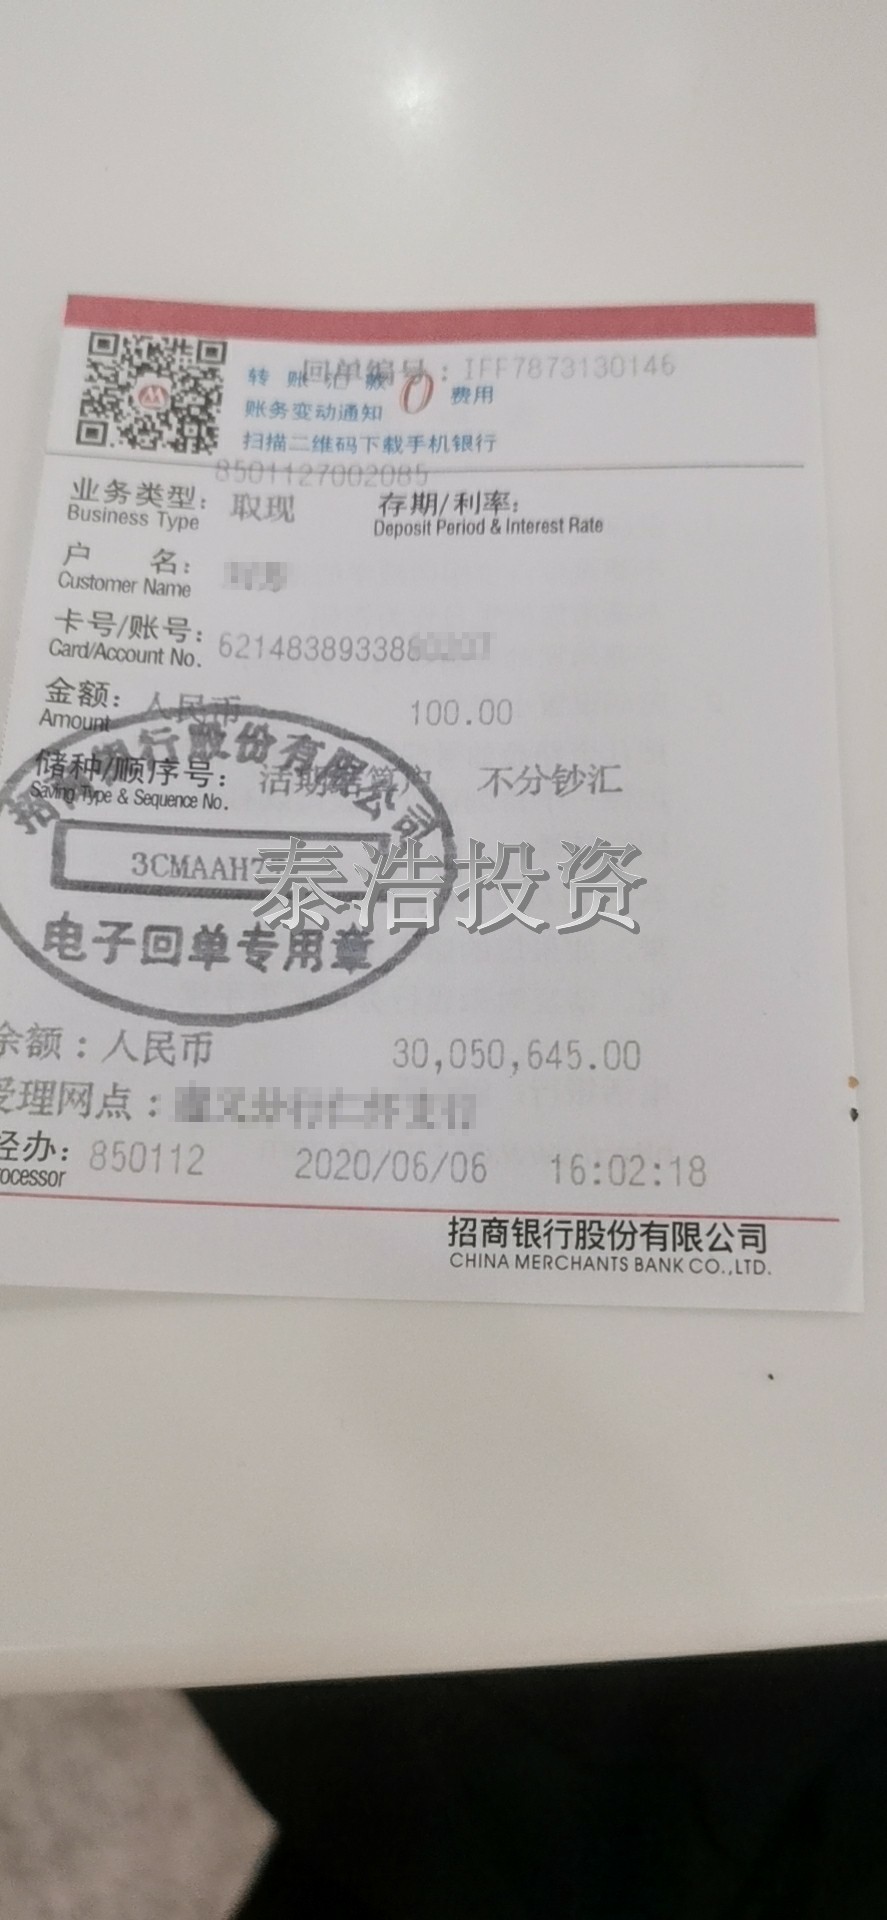 回单编号：IFF7873130146
转账汇款 0 费用
账务变动通知
扫描二维码下载手机银行
8501127002085
业务类型： 取现 存期/利率：
Business Type Deposit Period & Interest Rate
户 名：
Customer Name
卡号/账号： 621483893386
Card/Account No.
金额： 人民币 100.00
Amount
储种/顺序号： 活期结算户 不分钞汇
Saving Type & Sequence No.
招商银行股份有限公司
3CMAAH7
电子回单专用章
泰浩投资
余额：人民币 30,050,645.00
受理网点：
经办： 850112 2020/06/06 16:02:18
ocessor
招商银行股份有限公司
CHINA MERCHANTS BANK CO.,LTD.